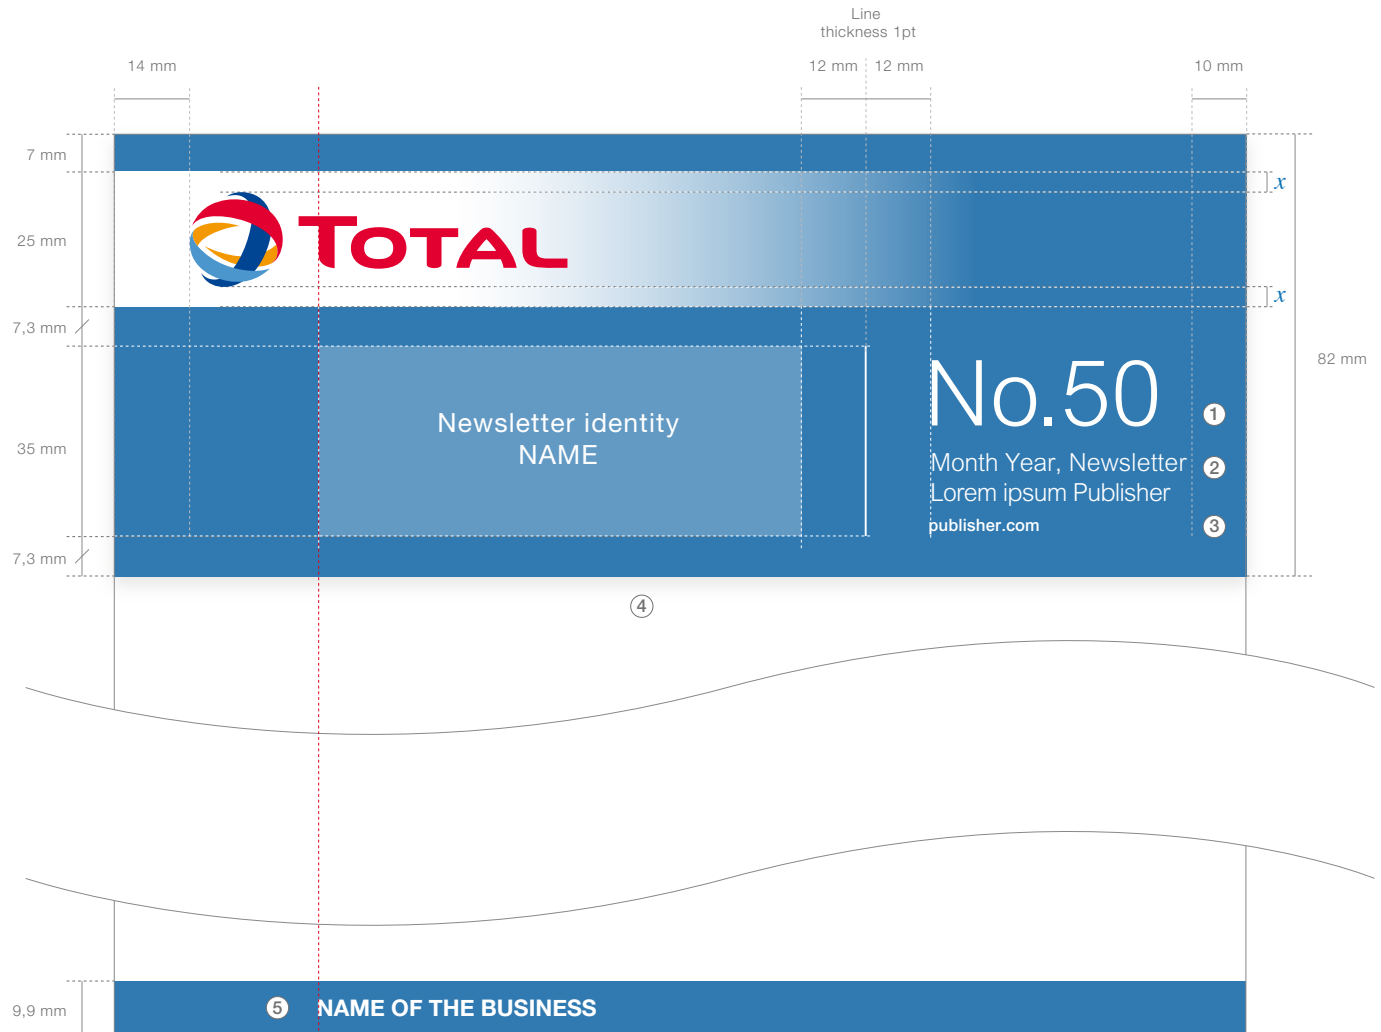 Line
thickness 1pt
14 mm
12 mm
12 mm
10 mm
7 mm
x
25 mm
TOTAL
x
7,3 mm
82 mm
No.50
1
Newsletter identity
NAME
35 mm
Month Year, Newsletter
2
Lorem ipsum Publisher
publisher.com
3
7,3 mm
4
9,9 mm
5
NAME OF THE BUSINESS